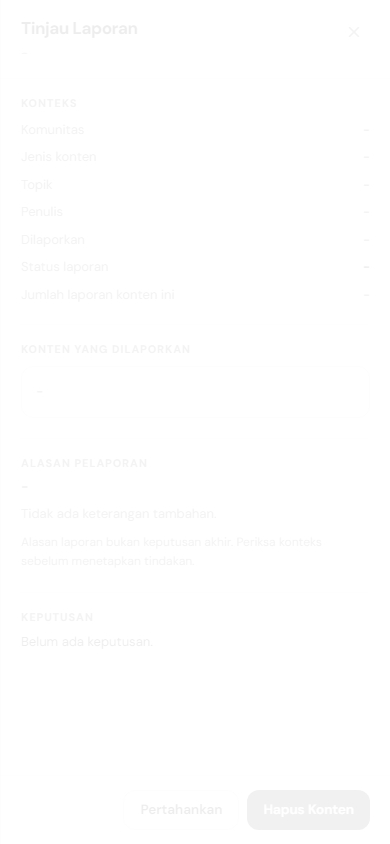 Tinjau Laporan
-
KONTEKS
Komunitas -
Jenis konten -
Topik -
Penulis -
Dilaporkan -
Status laporan -
Jumlah laporan konten ini -
KONTEN YANG DILAPORKAN
-
ALASAN PELAPORAN
-
Tidak ada keterangan tambahan.
Alasan laporan bukan keputusan akhir. Periksa konteks
sebelum menetapkan tindakan.
KEPUTUSAN
Belum ada keputusan.
Pertahankan Hapus Konten